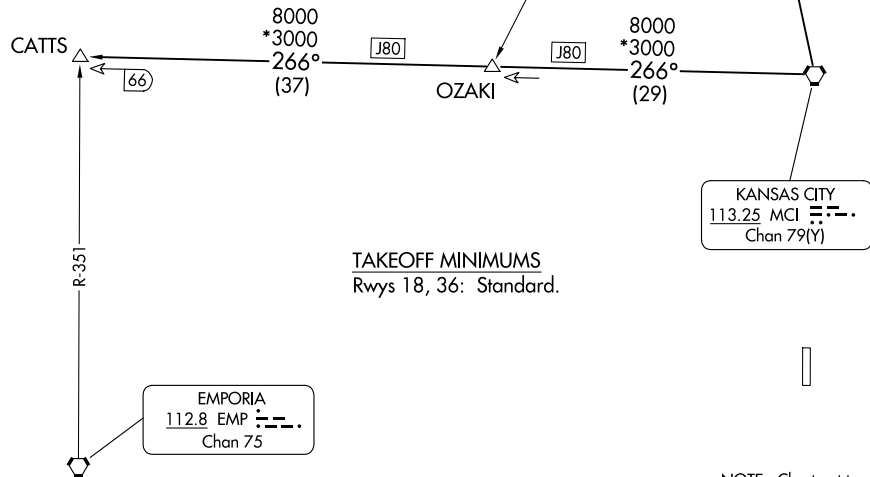 8000
*3000
266°
(37)
J80
8000
*3000
266°
(29)
J80
CATTS
66
OZAKI
KANSAS CITY
113.25 MCI
Chan 79(Y)
R-351
TAKEOFF MINIMUMS
Rwys 18, 36: Standard.
EMPORIA
112.8 EMP
Chan 75